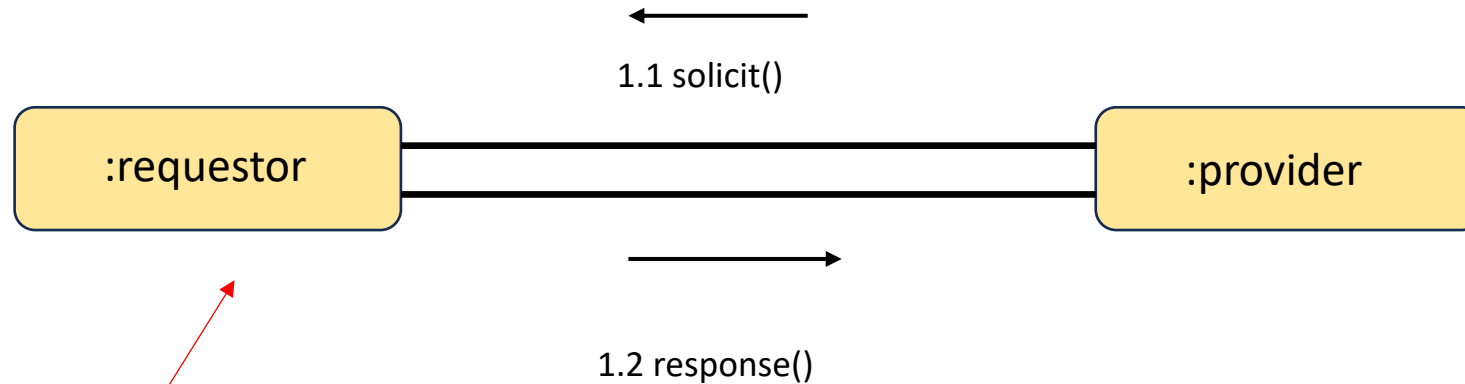 1.1 solicit()
:requestor
:provider
1.2 response()